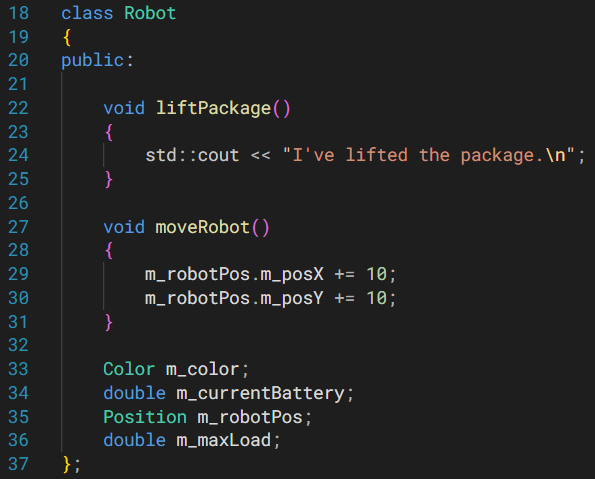 18 class Robot
19 {
20 public:
21
22     void liftPackage()
23     {
24         std::cout << "I've lifted the package.\n";
25     }
26
27     void moveRobot()
28     {
29         m_robotPos.m_posX += 10;
30         m_robotPos.m_posY += 10;
31     }
32
33     Color m_color;
34     double m_currentBattery;
35     Position m_robotPos;
36     double m_maxLoad;
37 };